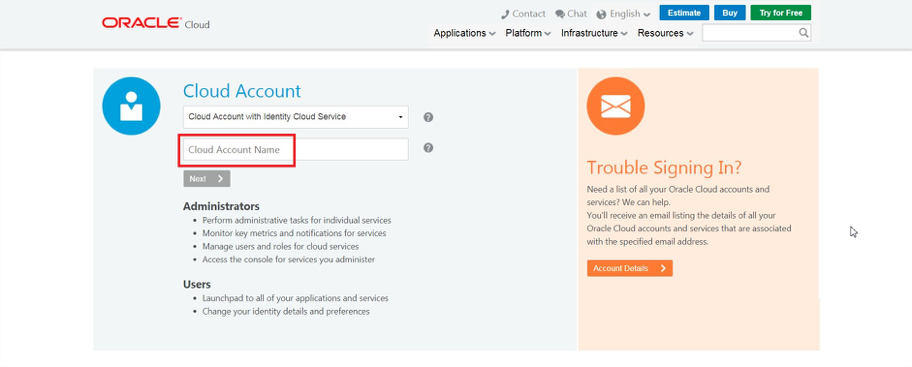 ORACLE Cloud
Contact Chat English Estimate Buy Try for Free
Applications Platform Infrastructure Resources
Cloud Account
Cloud Account with Identity Cloud Service
Cloud Account Name
Next
Administrators
• Perform administrative tasks for individual services
• Monitor key metrics and notifications for services
• Manage users and roles for cloud services
• Access the console for services you administer
Users
• Launchpad to all of your applications and services
• Change your identity details and preferences
Trouble Signing In?
Need a list of all your Oracle Cloud accounts and
services? We can help.
You'll receive an email listing the details of all your
Oracle Cloud accounts and services that are associated
with the specified email address.
Account Details